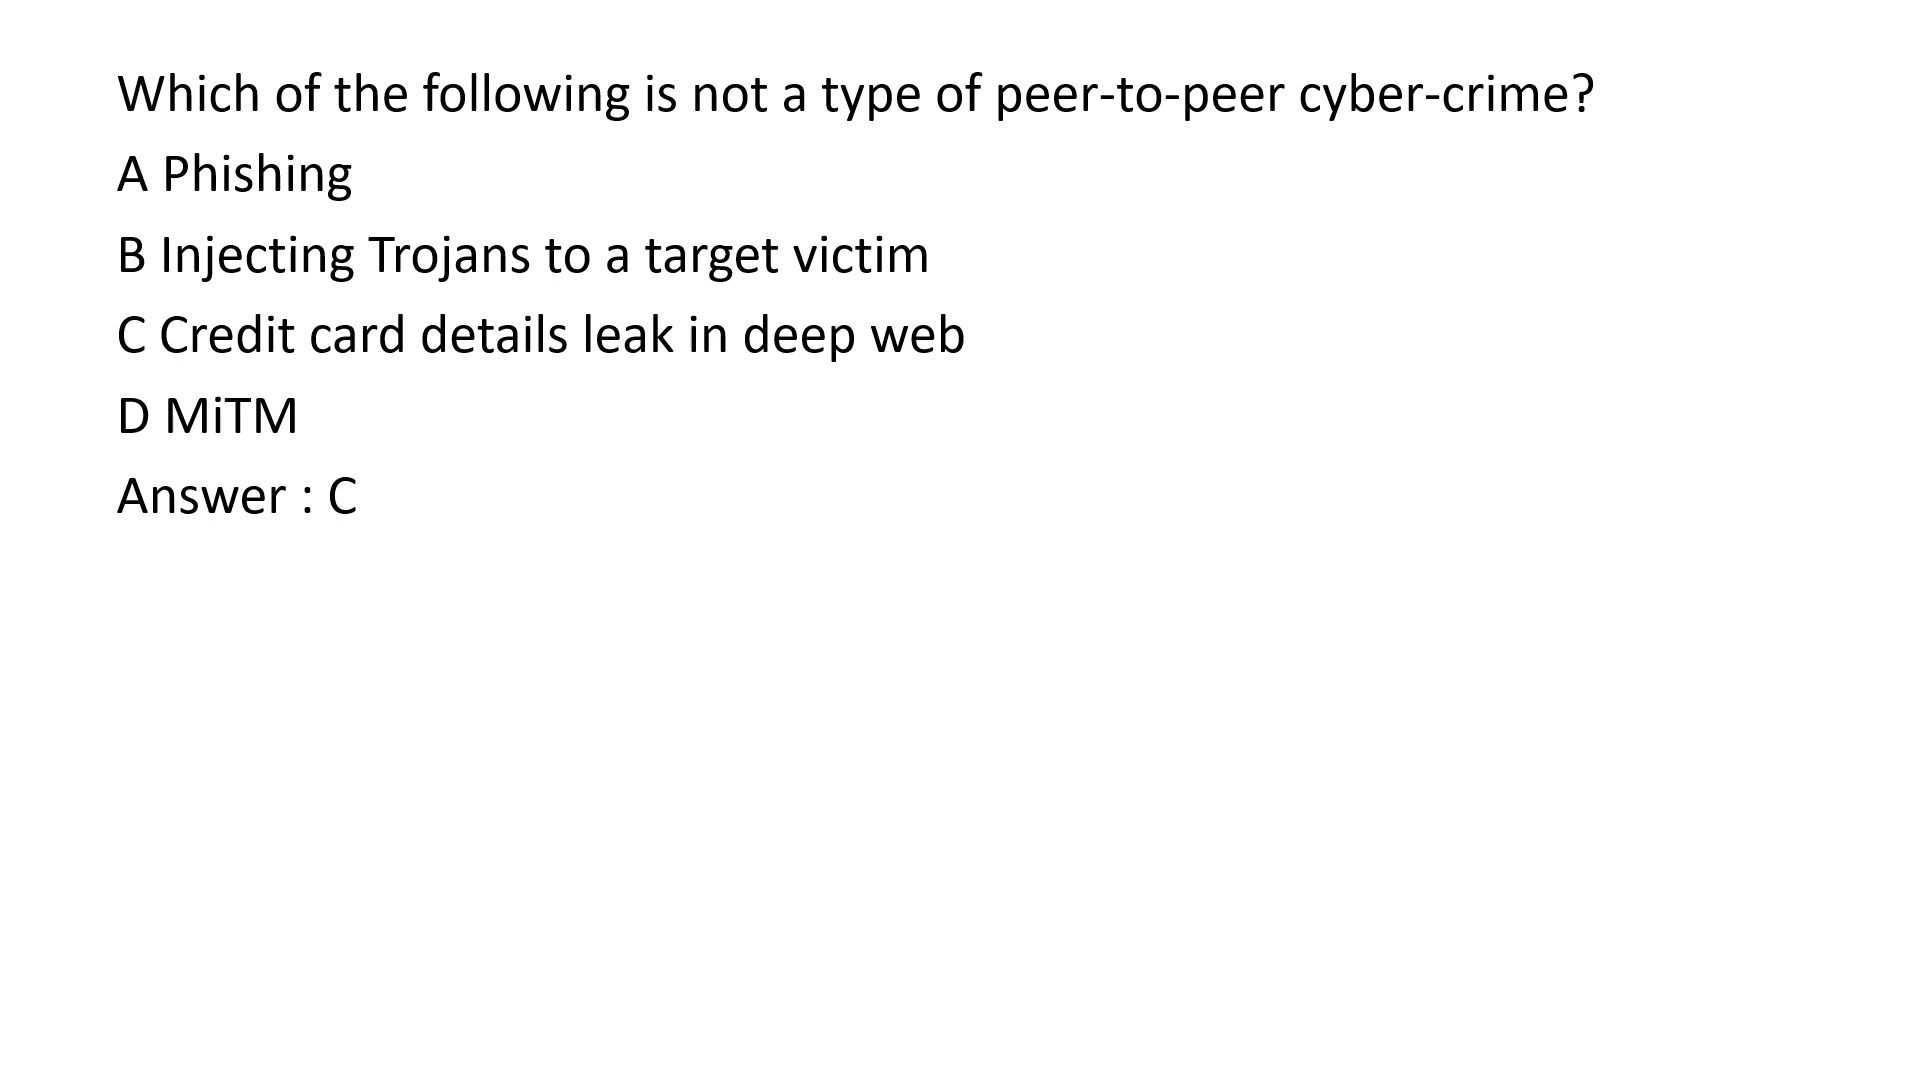 Which of the following is not a type of peer-to-peer cyber-crime?
A Phishing
B Injecting Trojans to a target victim
C Credit card details leak in deep web
D MiTM
Answer : C